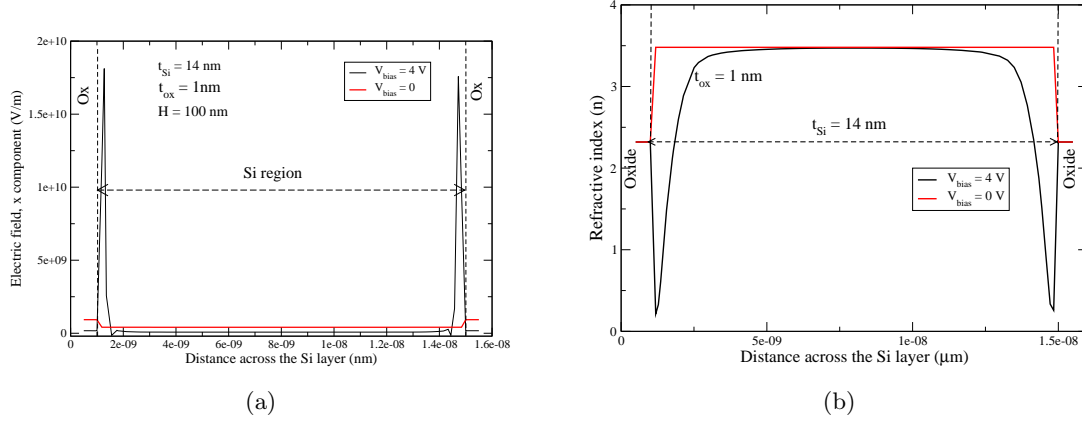 2e+10
1.5e+10
1e+10
5e+09
0
Electric field, x component (V/m)
Ox
t_Si = 14 nm
t_ox = 1nm
H = 100 nm
V_bias = 4 V
V_bias = 0
Ox
Si region
0 2e-09 4e-09 6e-09 8e-09 1e-08 1.2e-08 1.4e-08 1.6e-08
Distance across the Si layer (nm)
(a)
5
4
3
2
1
0
Refractive index (n)
t_ox = 1 nm
t_Si = 14 nm
Oxide
Oxide
V_bias = 4 V
V_bias = 0 V
0 5e-09 1e-08 1.5e-08
Distance across the Si layer (μm)
(b)